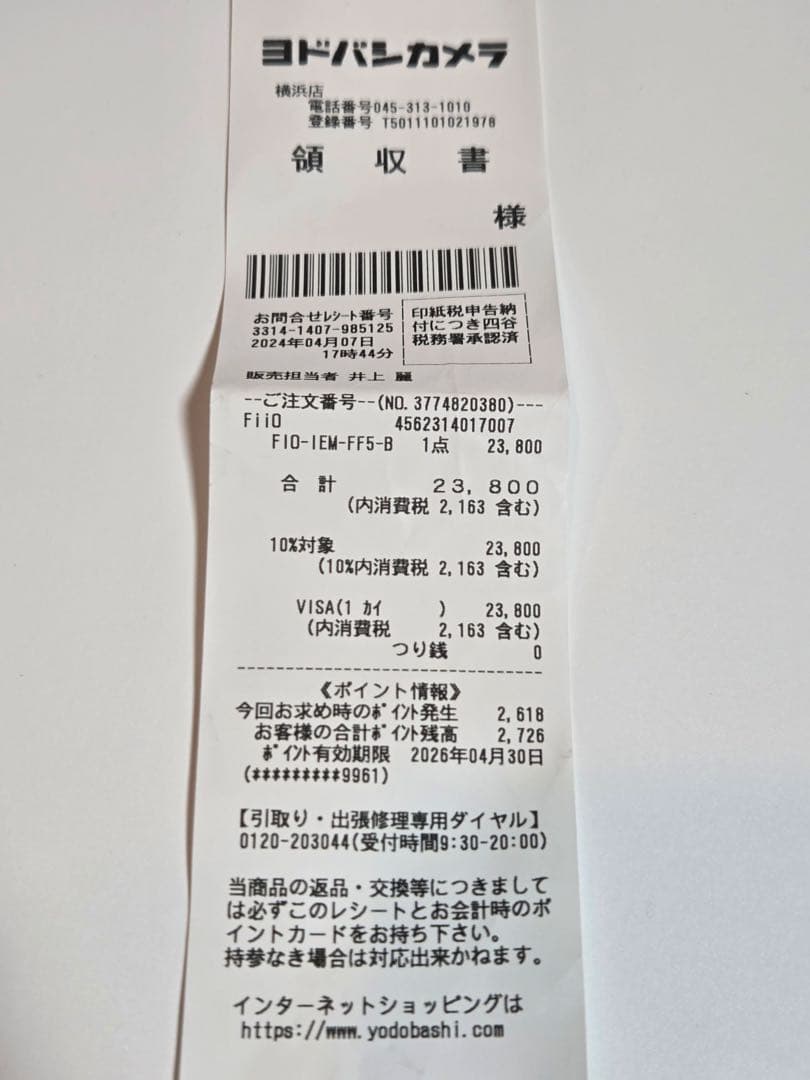 ヨドバシカメラ
横浜店
電話番号045-313-1010
登録番号 T5011101021978
領 収 書
様
お問合せﾚｼｰﾄ番号
3314-1407-985125
2024年04月07日
17時44分
印紙税申告納
付につき四谷
税務署承認済
販売担当者 井上 麗
--ご注文番号--(NO. 3774820380)---
FiiO 4562314017007
FIO-IEM-FF5-B 1点 23,800
合 計 23,800
(内消費税 2,163 含む)
10%対象 23,800
(10%内消費税 2,163 含む)
VISA(1 ｶｲ ) 23,800
(内消費税 2,163 含む)
つり銭 0
《ポイント情報》
今回お求め時のﾎﾟｲﾝﾄ発生 2,618
お客様の合計ﾎﾟｲﾝﾄ残高 2,726
ﾎﾟｲﾝﾄ有効期限 2026年04月30日
(*********9961)
【引取り・出張修理専用ダイヤル】
0120-203044(受付時間9:30-20:00)
当商品の返品・交換等につきまして
は必ずこのレシートとお会計時のポ
イントカードをお持ち下さい。
持参なき場合は対応出来かねます。
インターネットショッピングは
https://www.yodobashi.com